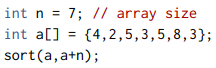 int n = 7; // array size
int a[] = {4,2,5,3,5,8,3};
sort(a,a+n);